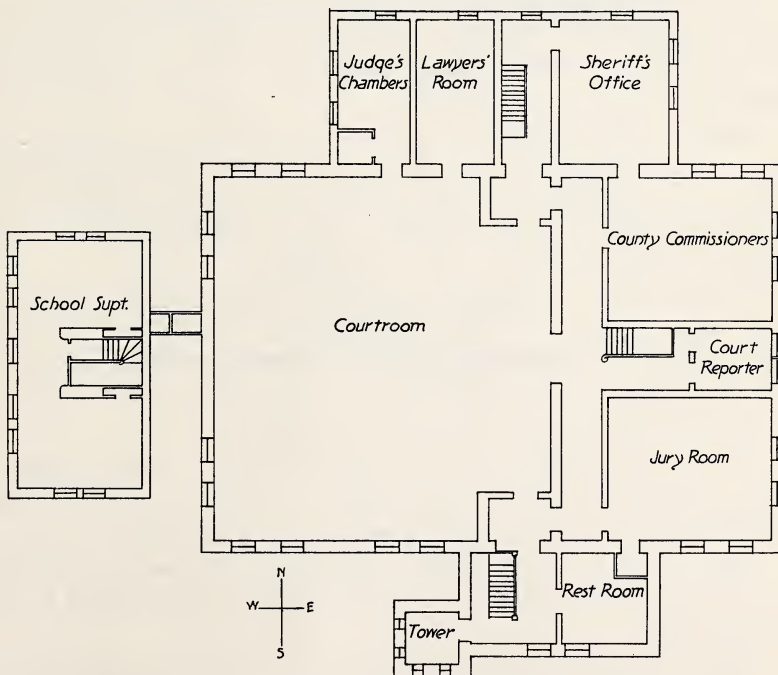 Judge's
Chambers
Lawyers'
Room
Sheriff's
Office
County Commissioners
School Supt.
Courtroom
Court
Reporter
Jury Room
N
W
E
S
Rest Room
Tower